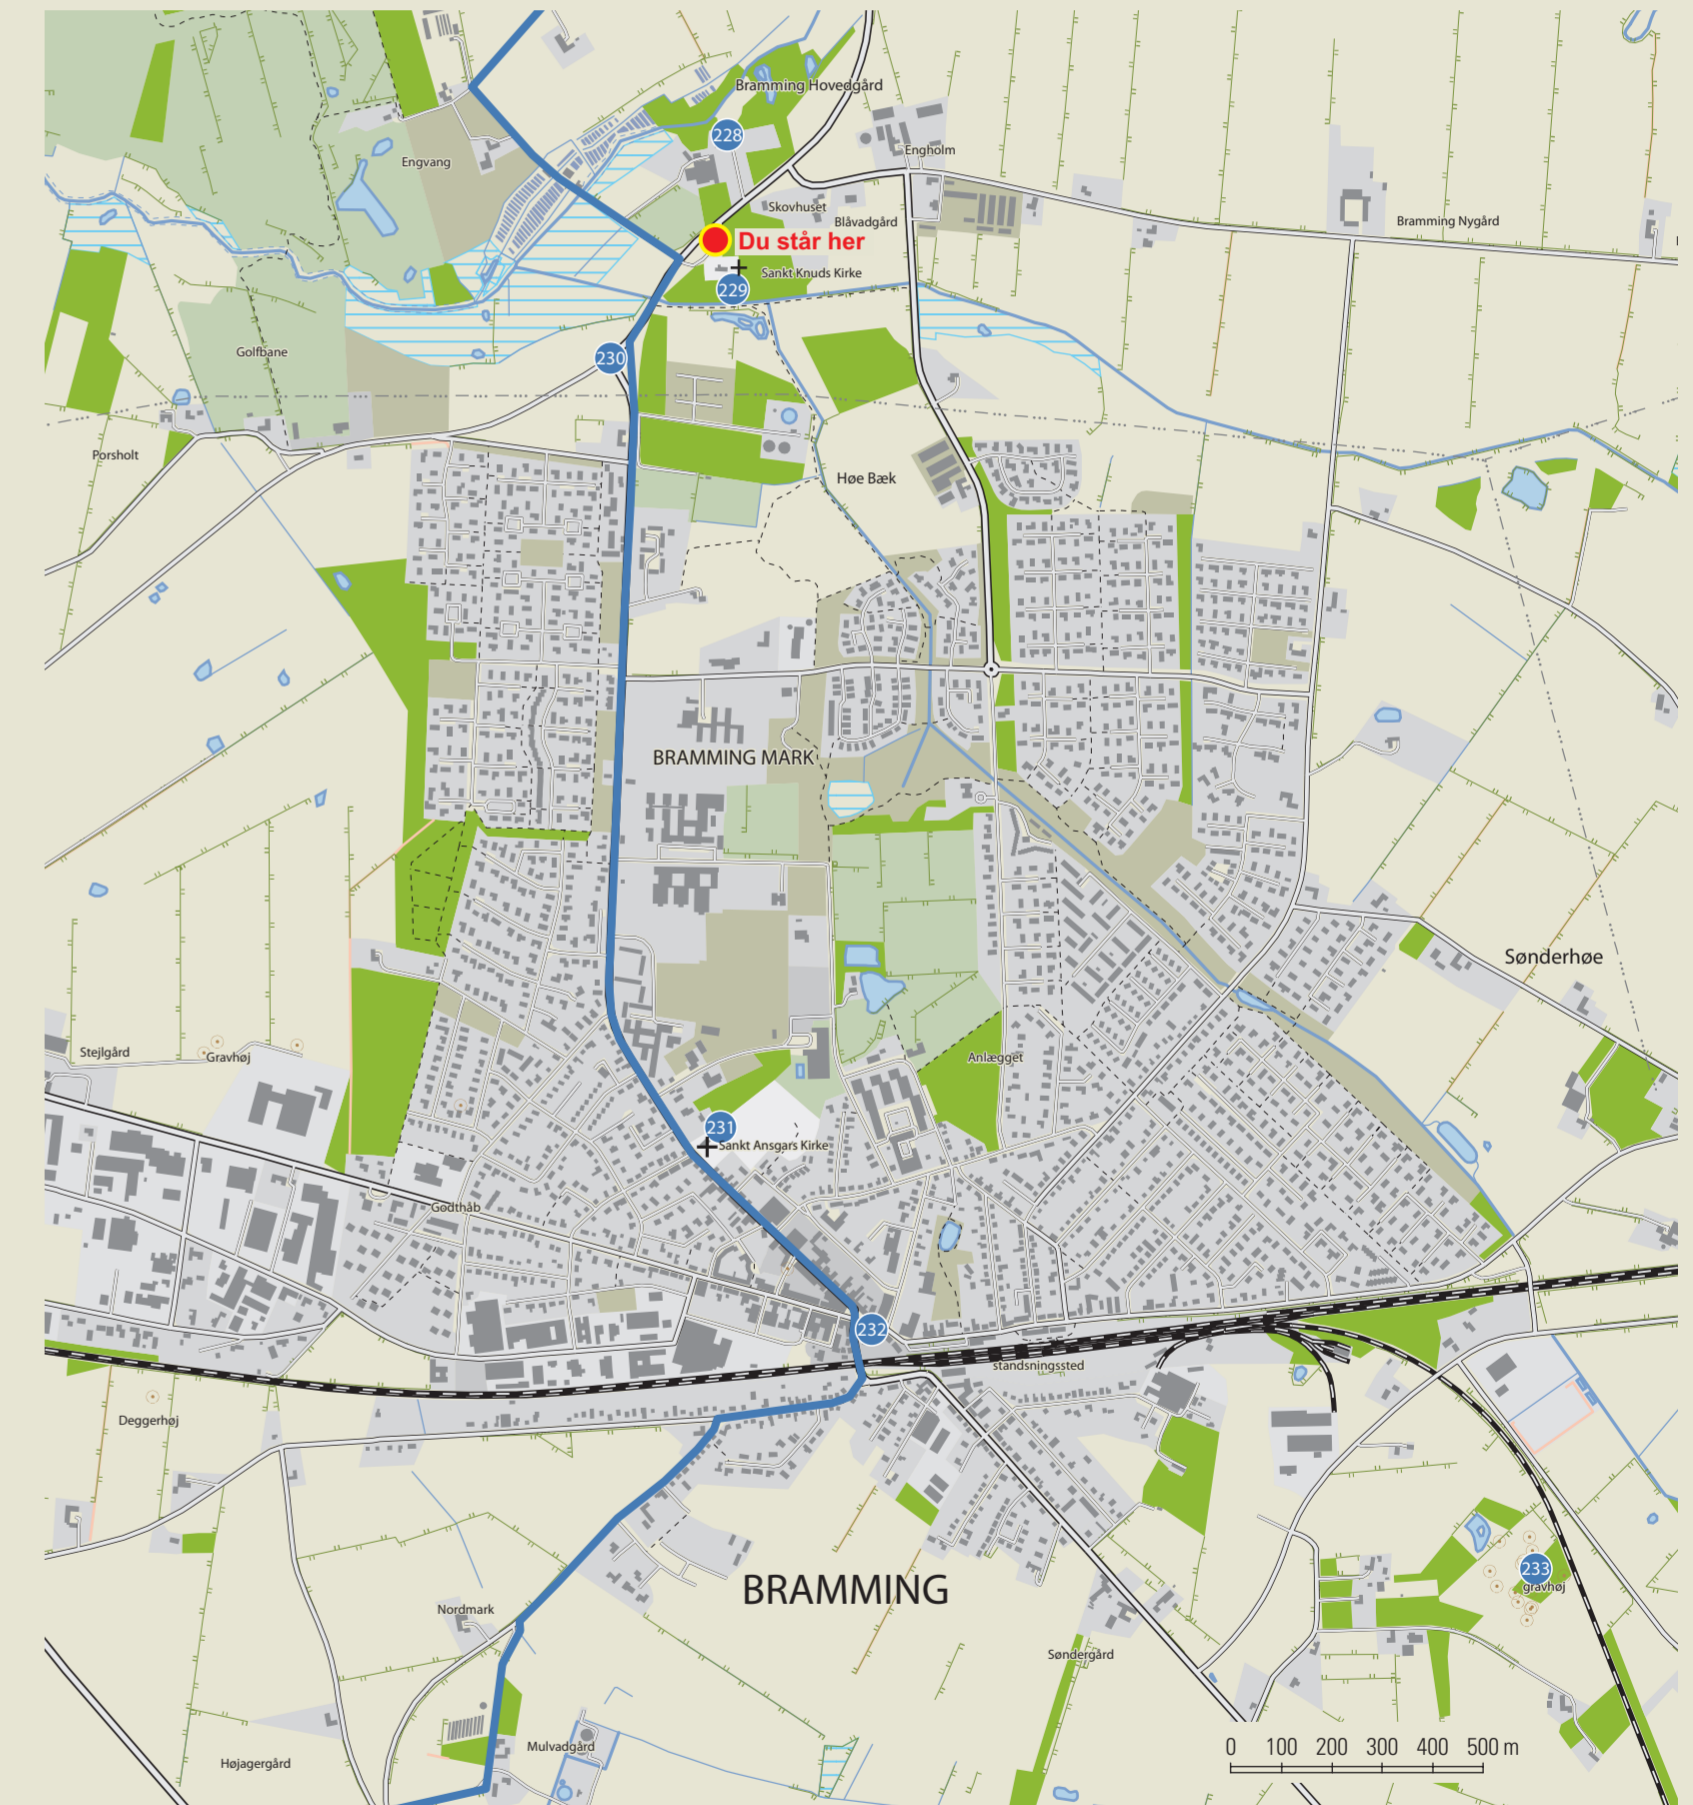 Bramming Hovedgård
228
Engholm
Engvang
Skovhuset
Blåvadgård
Bramming Nygård
Du står her
Sankt Knuds Kirke
229
Golfbane
230
Porsholt
Høe Bæk
BRAMMING MARK
Sønderhøe
Stejlgård
Gravhøj
Anlægget
231
Sankt Ansgars Kirke
Godthåb
232
standsningssted
Deggerhøj
233
gravhøj
BRAMMING
Nordmark
Søndergård
Mulvadgård
Højagergård
0 100 200 300 400 500 m